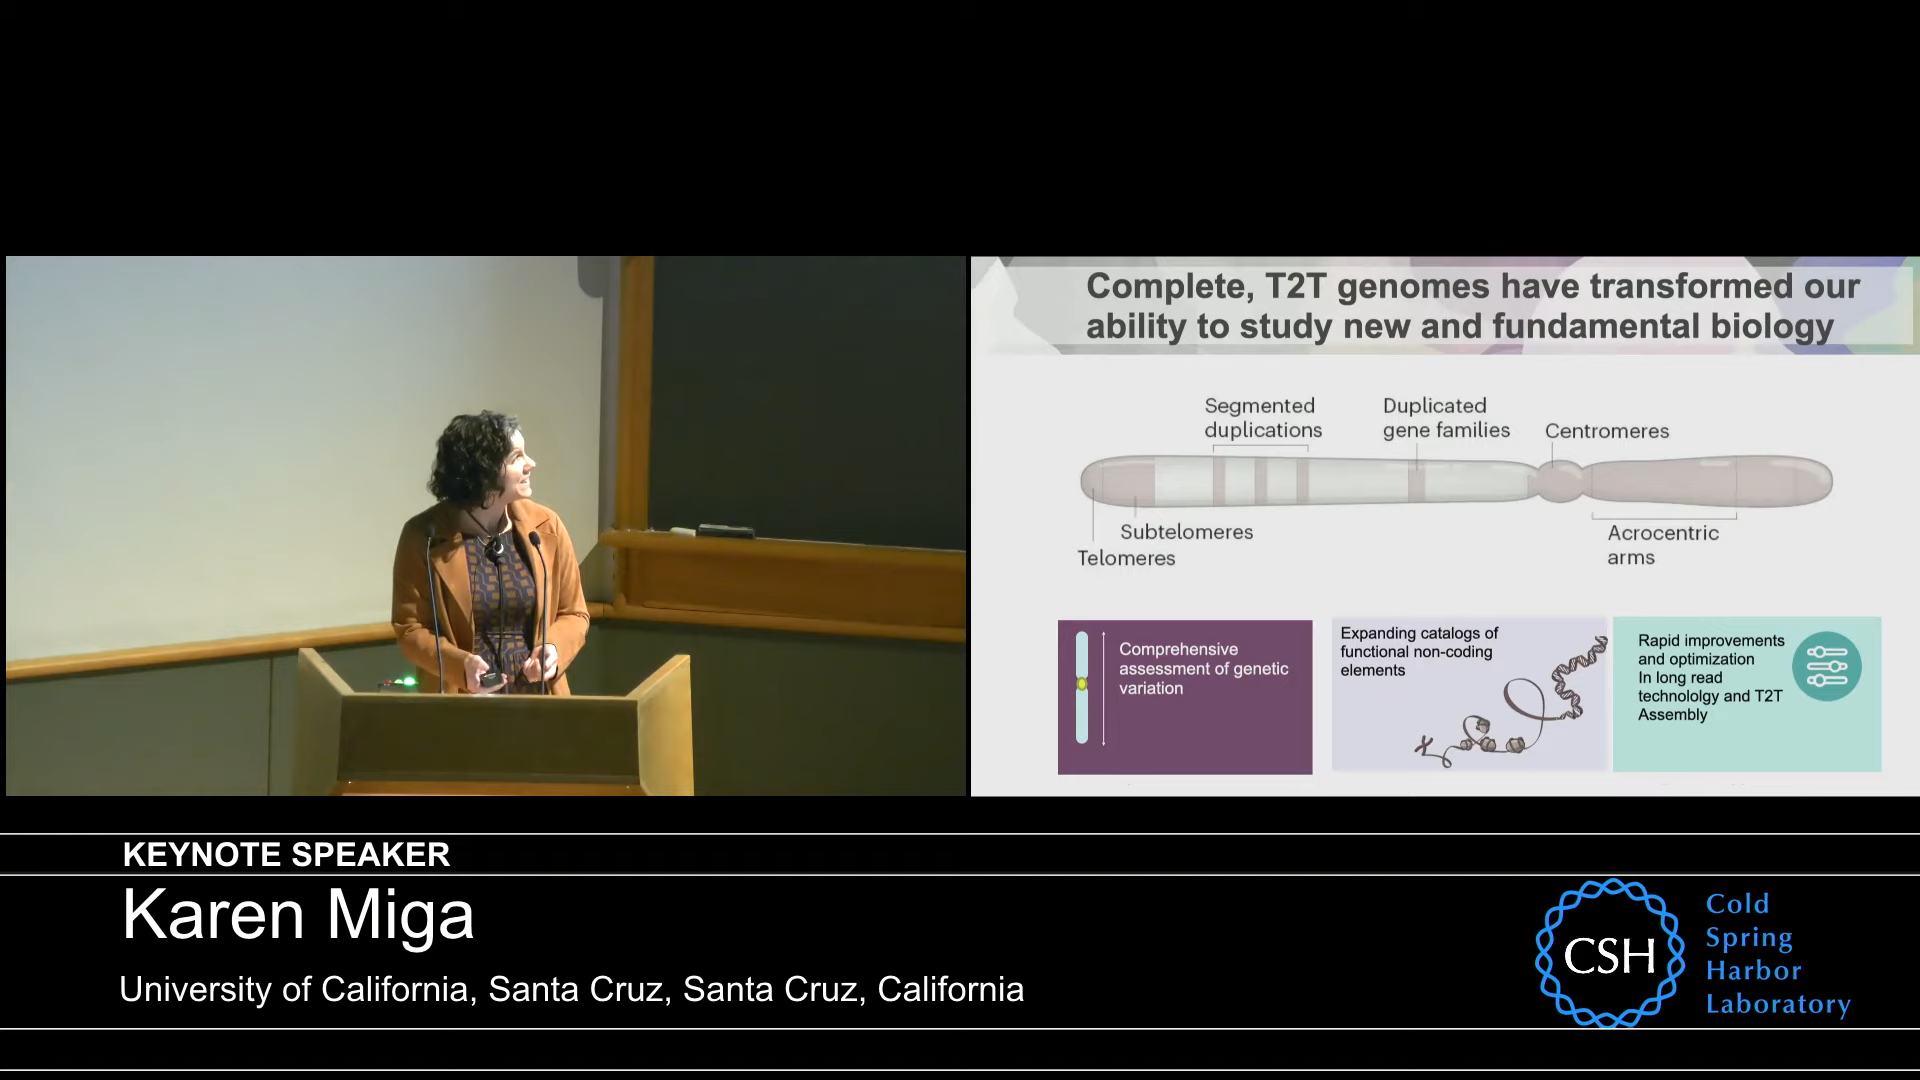 Complete, T2T genomes have transformed our
ability to study new and fundamental biology
Segmented
duplications
Duplicated
gene families
Centromeres
Subtelomeres
Telomeres
Acrocentric
arms
Comprehensive
assessment of genetic
variation
Expanding catalogs of
functional non-coding
elements
Rapid improvements
and optimization
In long read
technololgy and T2T
Assembly
KEYNOTE SPEAKER
Karen Miga
University of California, Santa Cruz, Santa Cruz, California
CSH
Cold
Spring
Harbor
Laboratory